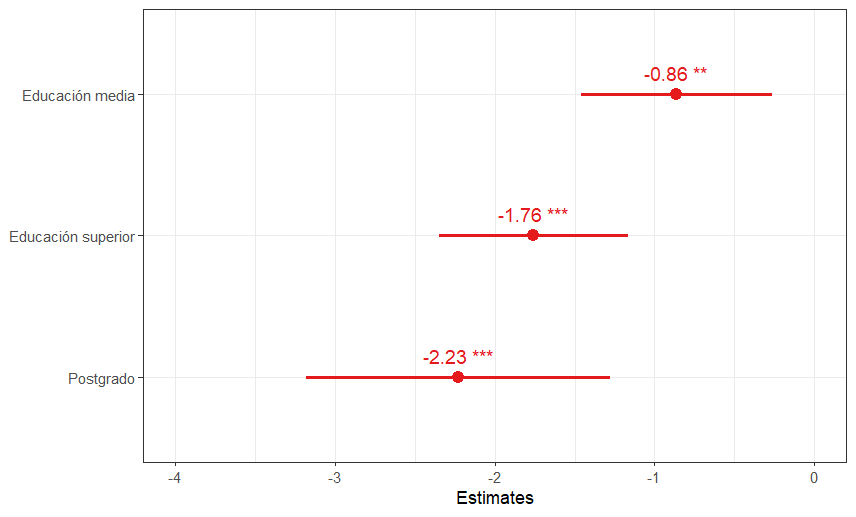 -0.86 **
Educación media
-1.76 ***
Educación superior
-2.23 ***
Postgrado
-4 -3 -2 -1 0
Estimates